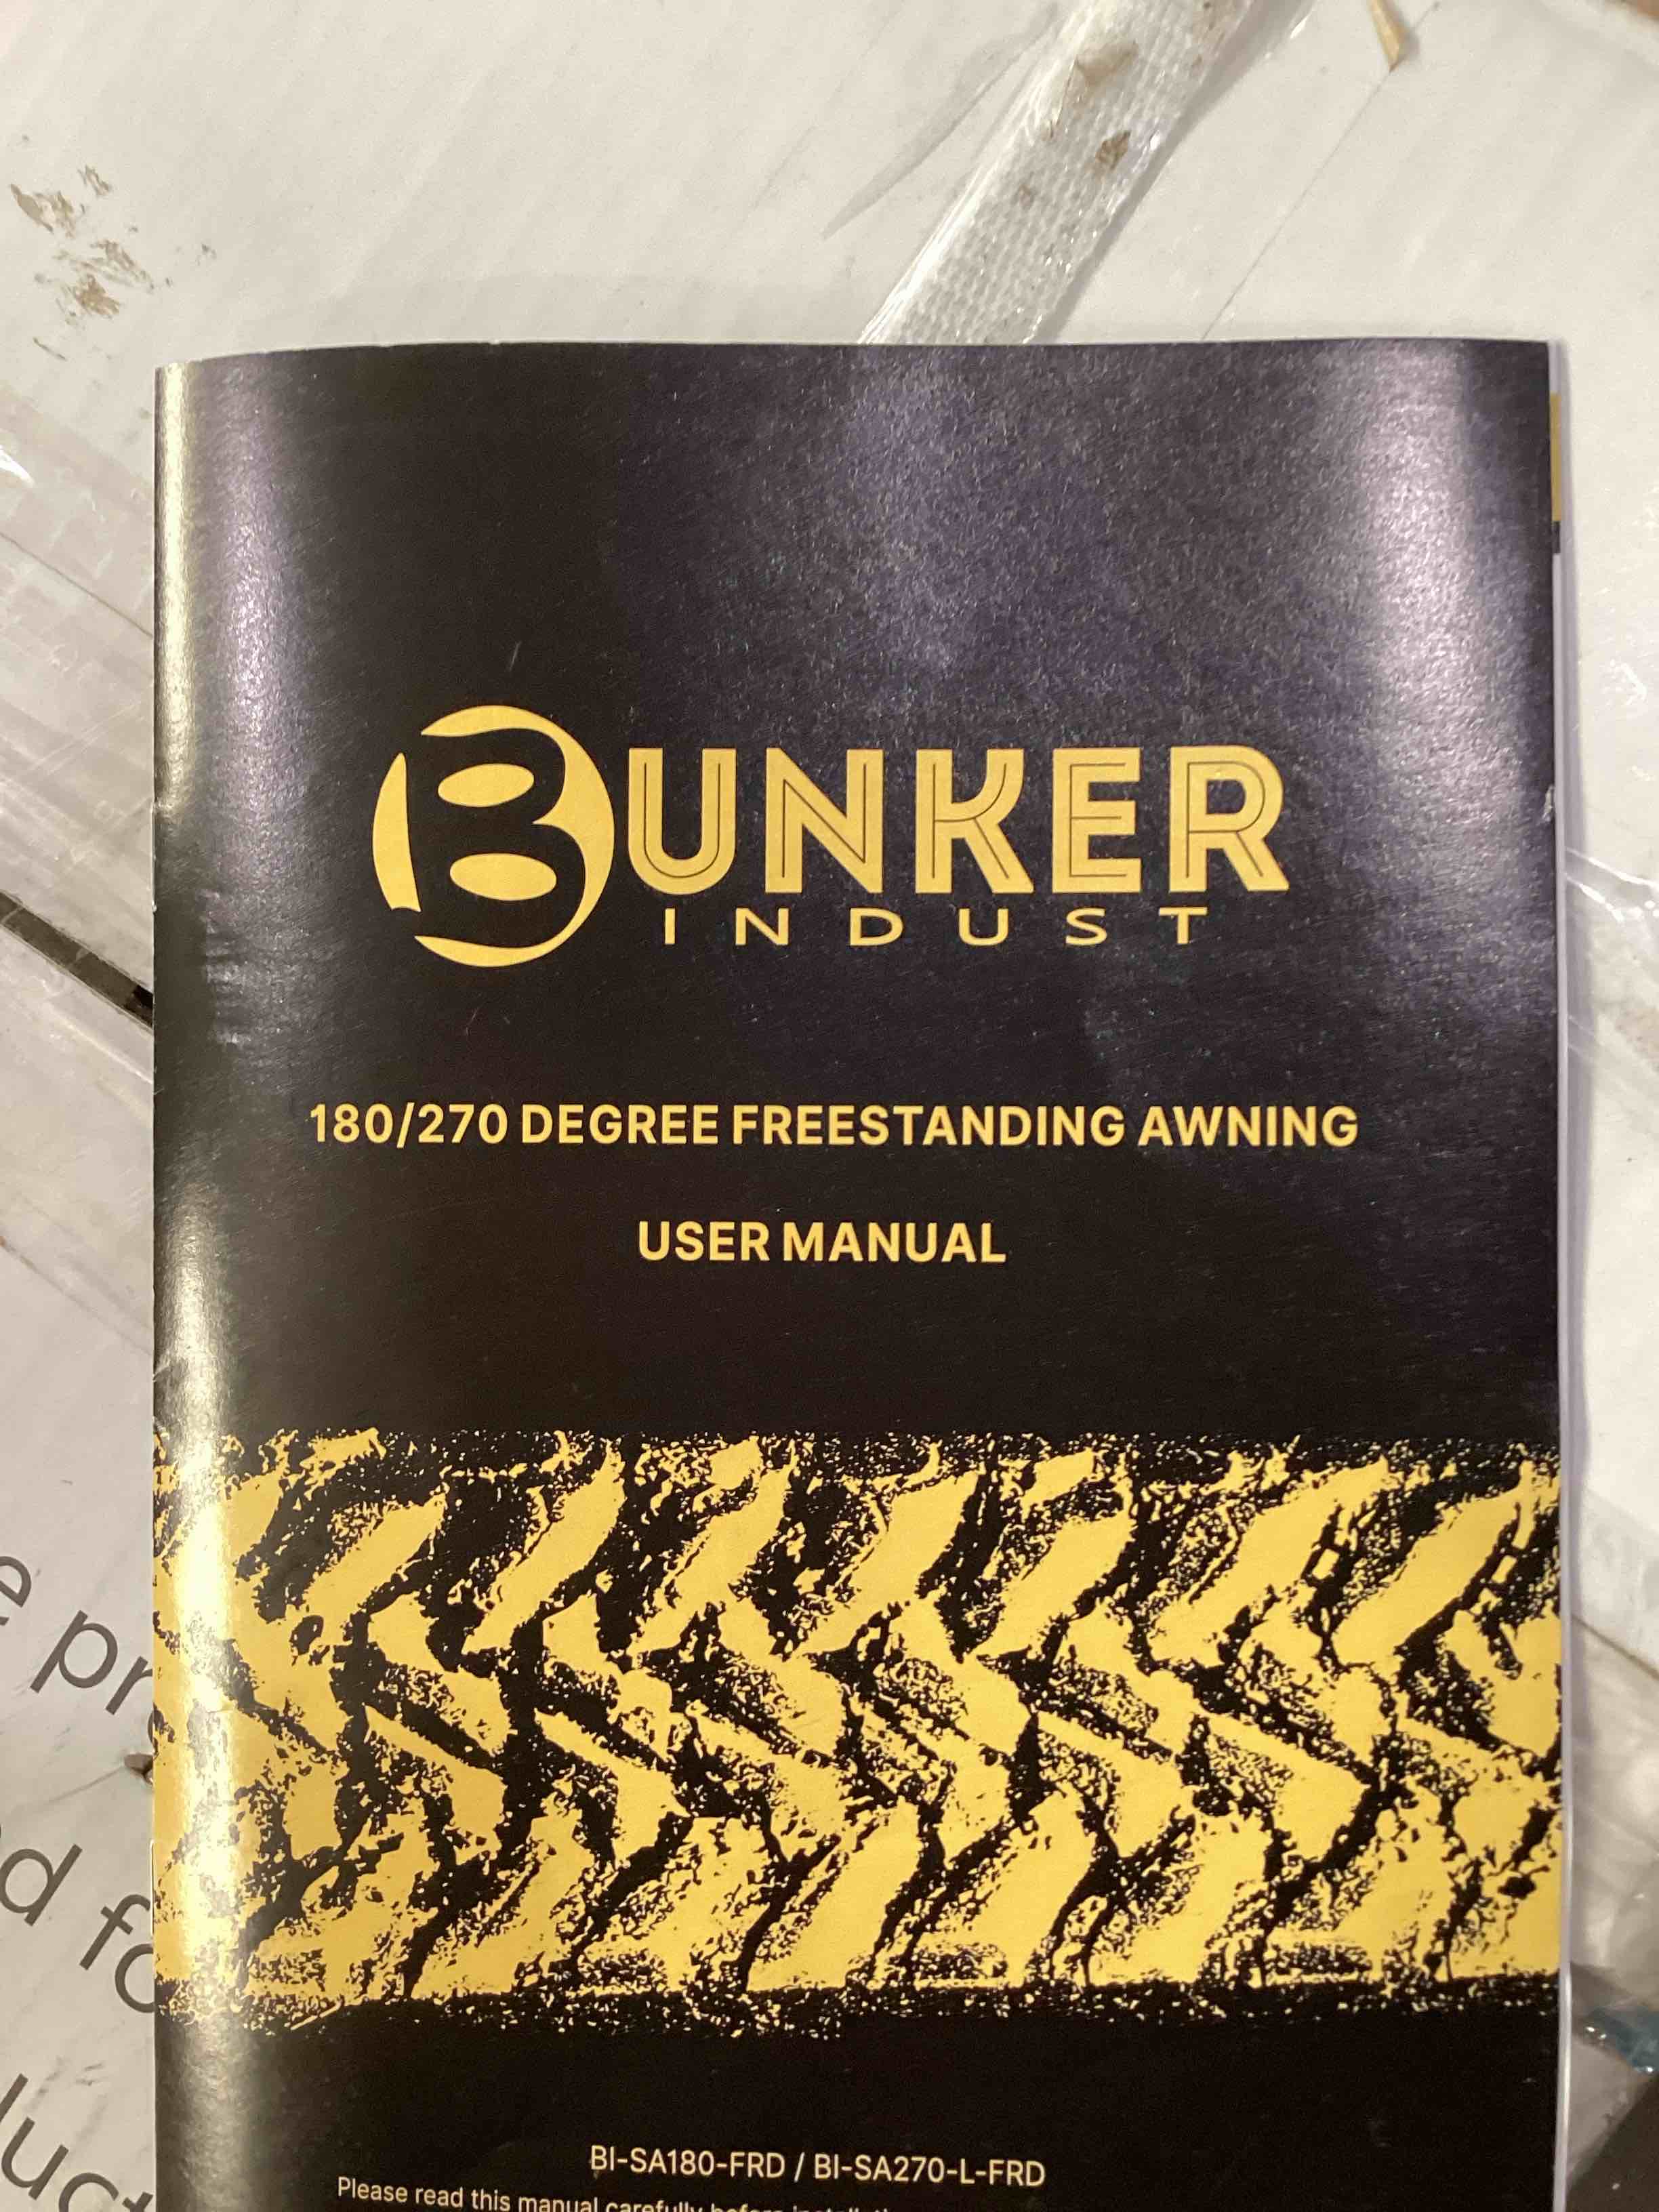 BUNKER
INDUST
180/270 DEGREE FREESTANDING AWNING
USER MANUAL
BI-SA180-FRD / BI-SA270-L-FRD
Please read this manual carefully before